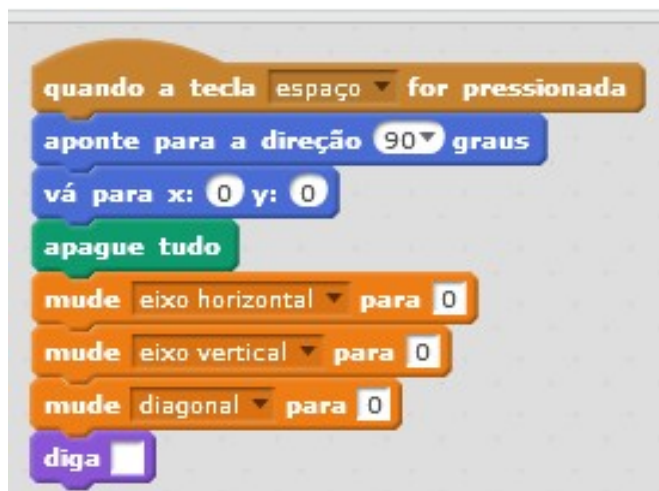 quando a tecla espaço for pressionada
aponte para a direção 90 graus
vá para x: 0 y: 0
apague tudo
mude eixo horizontal para 0
mude eixo vertical para 0
mude diagonal para 0
diga